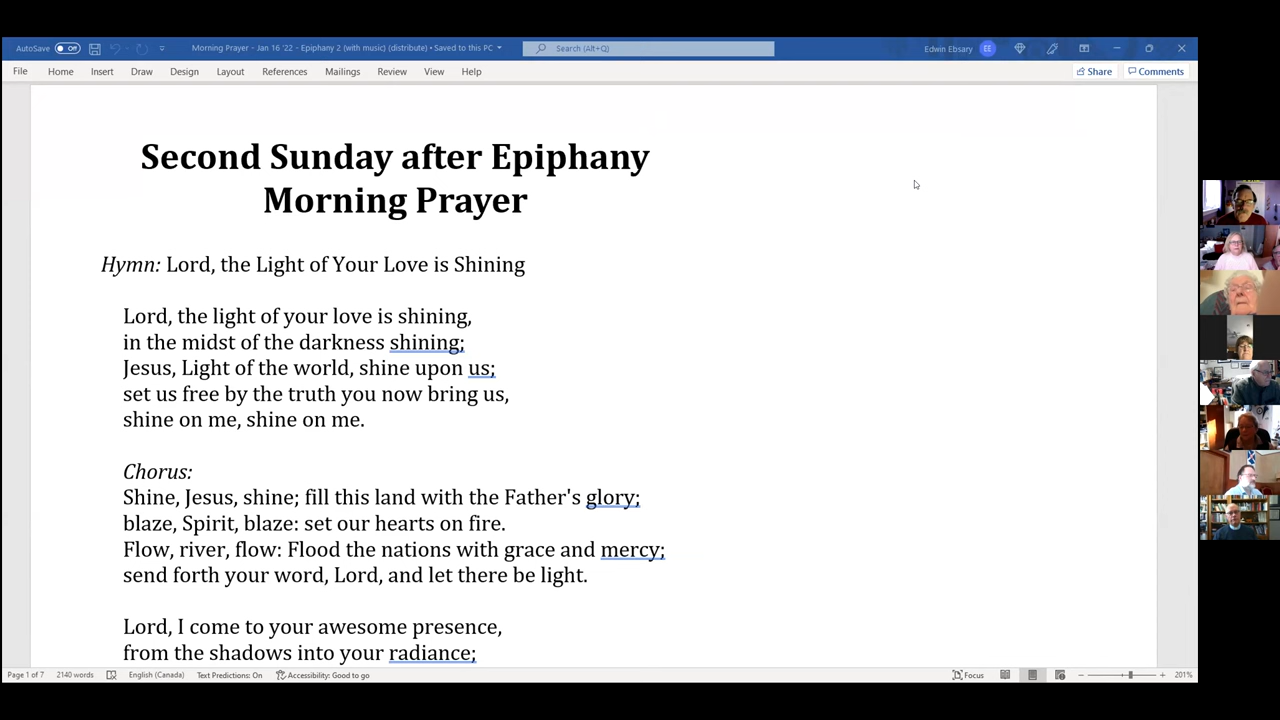 AutoSave Off
Morning Prayer - Jan 16 '22 - Epiphany 2 (with music) (distribute) • Saved to this PC
Search (Alt+Q)
Edwin Ebsary EE
File Home Insert Draw Design Layout References Mailings Review View Help
Share Comments
Second Sunday after Epiphany
Morning Prayer
Hymn: Lord, the Light of Your Love is Shining
Lord, the light of your love is shining,
in the midst of the darkness shining;
Jesus, Light of the world, shine upon us;
set us free by the truth you now bring us,
shine on me, shine on me.
Chorus:
Shine, Jesus, shine; fill this land with the Father's glory;
blaze, Spirit, blaze: set our hearts on fire.
Flow, river, flow: Flood the nations with grace and mercy;
send forth your word, Lord, and let there be light.
Lord, I come to your awesome presence,
from the shadows into your radiance;
Page 1 of 7 2140 words English (Canada) Text Predictions: On Accessibility: Good to go Focus 201%